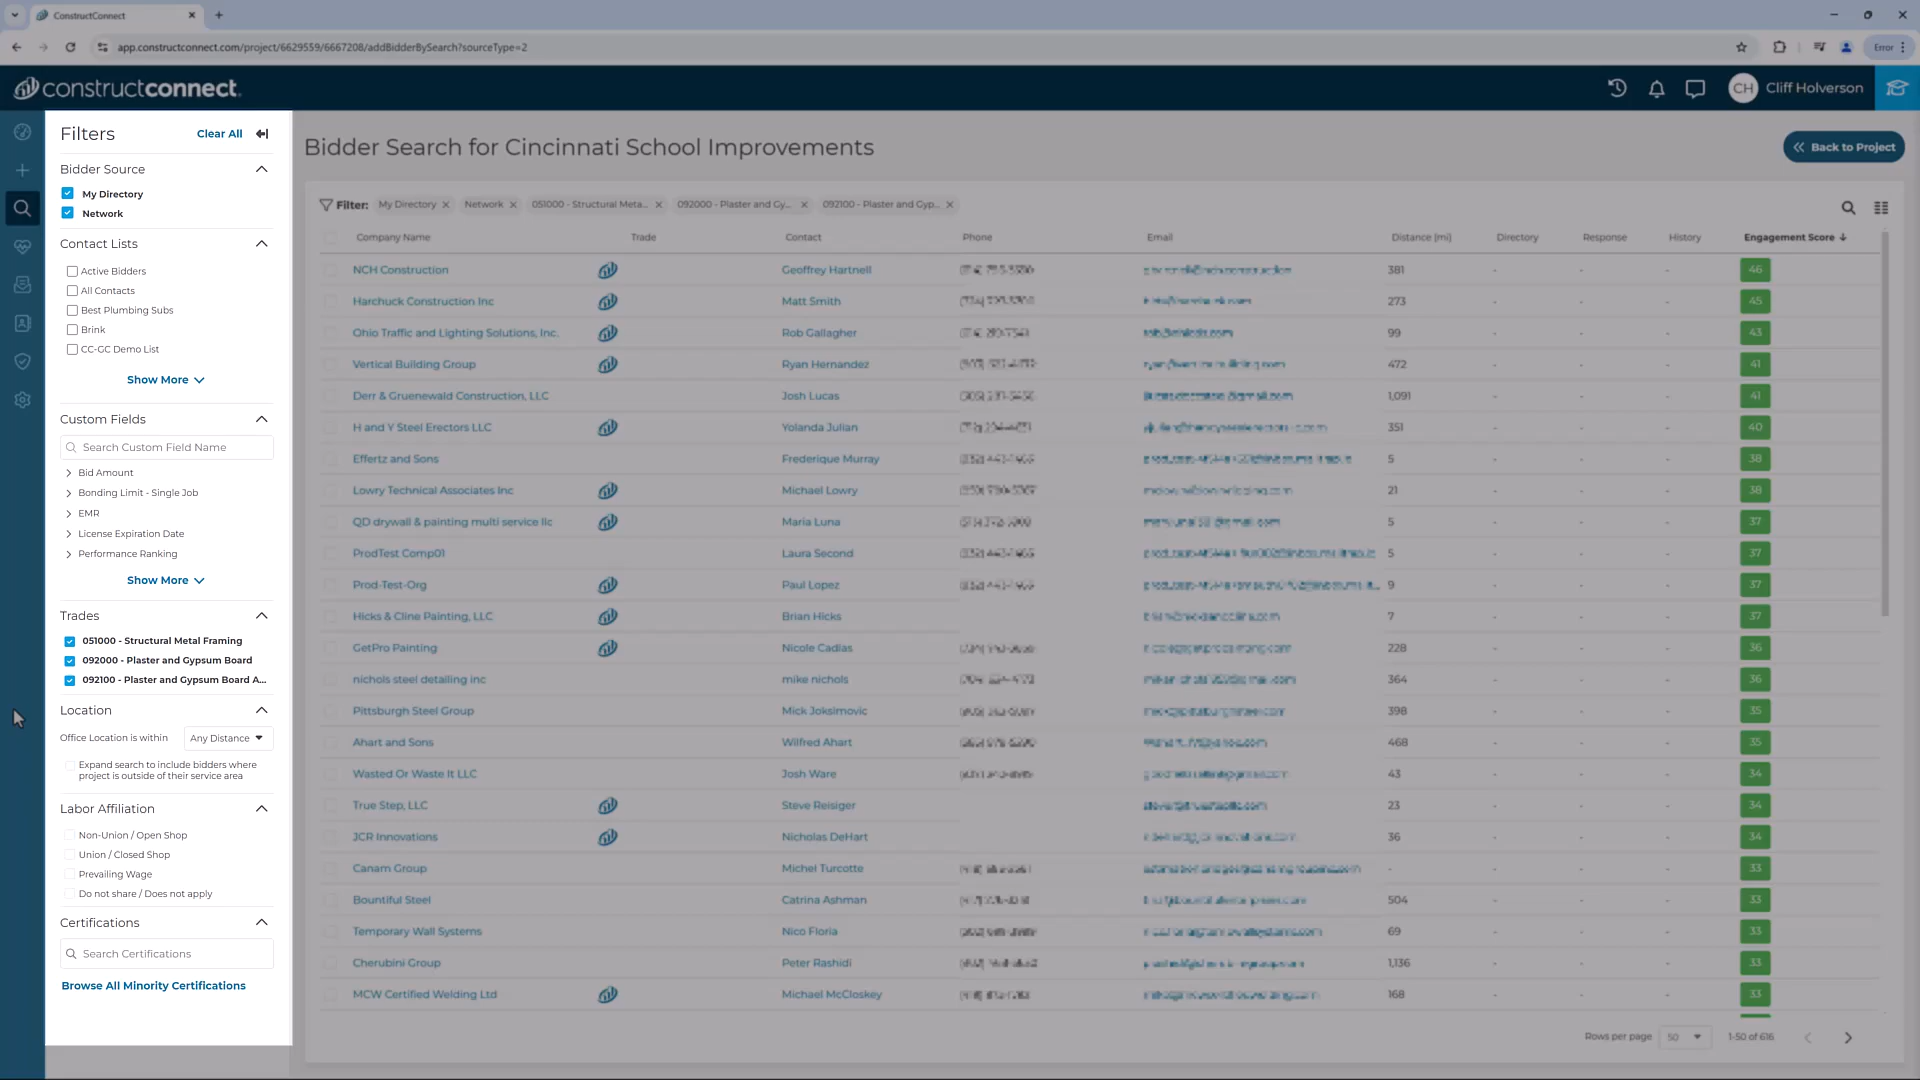 ConstructConnect
app.constructconnect.com/project/6629559/6667208/addBidderBySearch?sourceType=2
Error
constructconnect.
CH Cliff Holverson
Filters Clear All
Bidder Source
My Directory
Network
Contact Lists
Active Bidders
All Contacts
Best Plumbing Subs
Brink
CC-GC Demo List
Show More
Custom Fields
Search Custom Field Name
Bid Amount
Bonding Limit - Single Job
EMR
License Expiration Date
Performance Ranking
Show More
Trades
051000 - Structural Metal Framing
092000 - Plaster and Gypsum Board
092100 - Plaster and Gypsum Board A...
Location
Office Location is within Any Distance
Expand search to include bidders where
project is outside of their service area
Labor Affiliation
Non-Union / Open Shop
Union / Closed Shop
Prevailing Wage
Do not share / Does not apply
Certifications
Search Certifications
Browse All Minority Certifications
Bidder Search for Cincinnati School Improvements
Back to Project
Filter: My Directory Network 051000 - Structural Meta... 092000 - Plaster and Gy... 092100 - Plaster and Gyp...
Company Name Trade Contact Phone Email Distance (mi) Directory Response History Engagement Score
NCH Construction Geoffrey Hartnell 381 - - - 46
Harchuck Construction Inc Matt Smith 273 - - - 45
Ohio Traffic and Lighting Solutions, Inc. Rob Gallagher 99 - - - 43
Vertical Building Group Ryan Hernandez 472 - - - 41
Derr & Gruenewald Construction, LLC Josh Lucas 1,091 - - - 41
H and Y Steel Erectors LLC Yolanda Julian 351 - - - 40
Effertz and Sons Frederique Murray 5 - - - 38
Lowry Technical Associates Inc Michael Lowry 21 - - - 38
QD drywall & painting multi service llc Maria Luna 5 - - - 37
ProdTest Comp01 Laura Second 5 - - - 37
Prod-Test-Org Paul Lopez 9 - - - 37
Hicks & Cline Painting, LLC Brian Hicks 7 - - - 37
GetPro Painting Nicole Cadias 228 - - - 36
nichols steel detailing inc mike nichols 364 - - - 36
Pittsburgh Steel Group Mick Joksimovic 398 - - - 35
Ahart and Sons Wilfred Ahart 468 - - - 35
Wasted Or Waste It LLC Josh Ware 43 - - - 34
True Step, LLC Steve Reisiger 23 - - - 34
JCR Innovations Nicholas DeHart 36 - - - 34
Canam Group Michel Turcotte - - - - 33
Bountiful Steel Catrina Ashman 504 - - - 33
Temporary Wall Systems Nico Floria 69 - - - 33
Cherubini Group Peter Rashidi 1,136 - - - 33
MCW Certified Welding Ltd Michael McCloskey 168 - - - 33
Rows per page 50 1-50 of 616